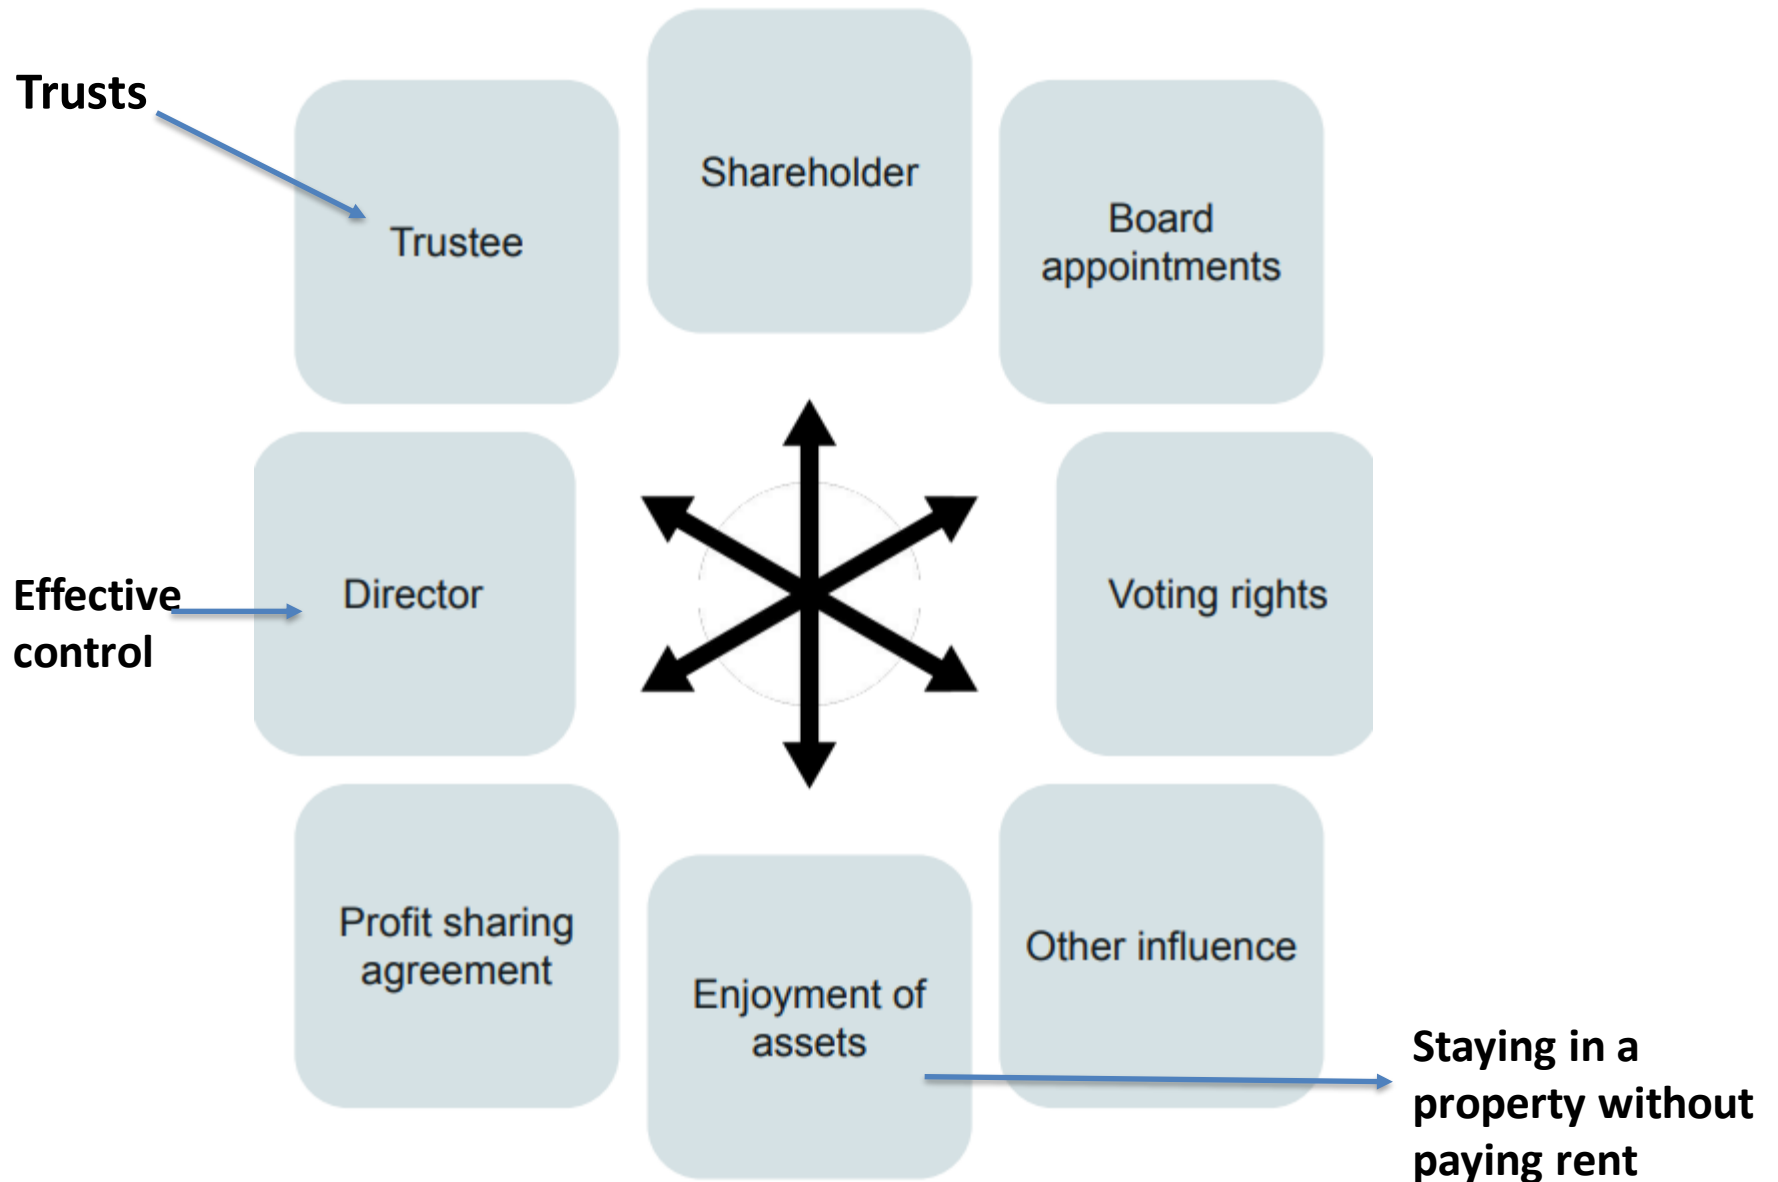 Trusts
Trustee
Shareholder
Board
appointments
Effective
control
Director
Voting rights
Profit sharing
agreement
Enjoyment of
assets
Other influence
Staying in a
property without
paying rent